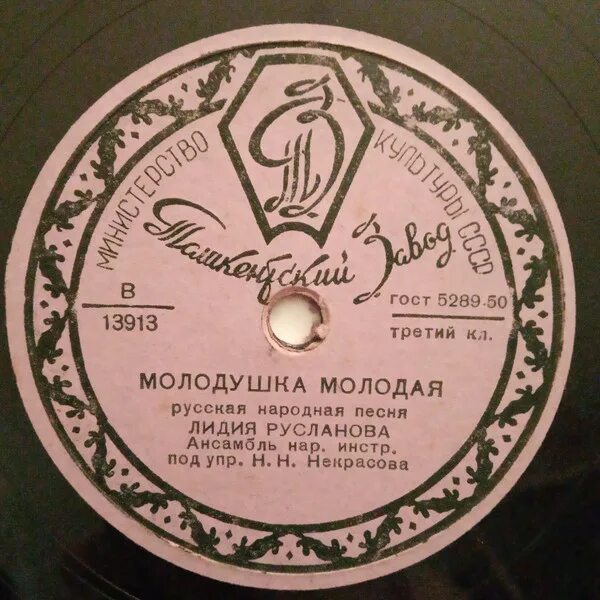 МИНИСТЕРСТВО КУЛЬТУРЫ СССР
Ташкентский Завод
В
13913
ГОСТ 5289-50
третий кл.
МОЛОДУШКА МОЛОДАЯ
русская народная песня
ЛИДИЯ РУСЛАНОВА
Ансамбль нар. инстр.
под упр. Н. Н. Некрасова